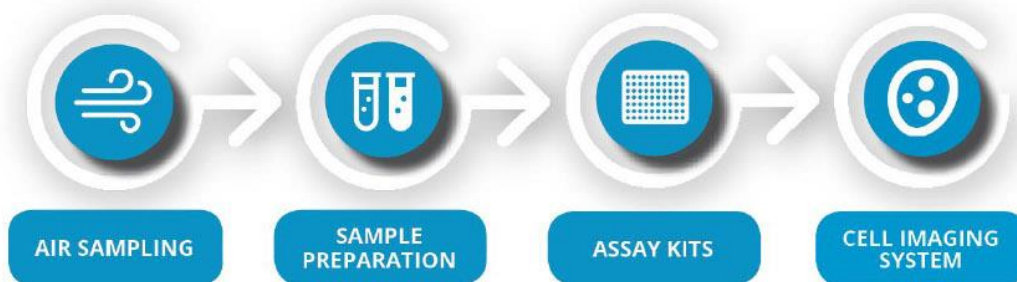 AIR SAMPLING
SAMPLE
PREPARATION
ASSAY KITS
CELL IMAGING
SYSTEM